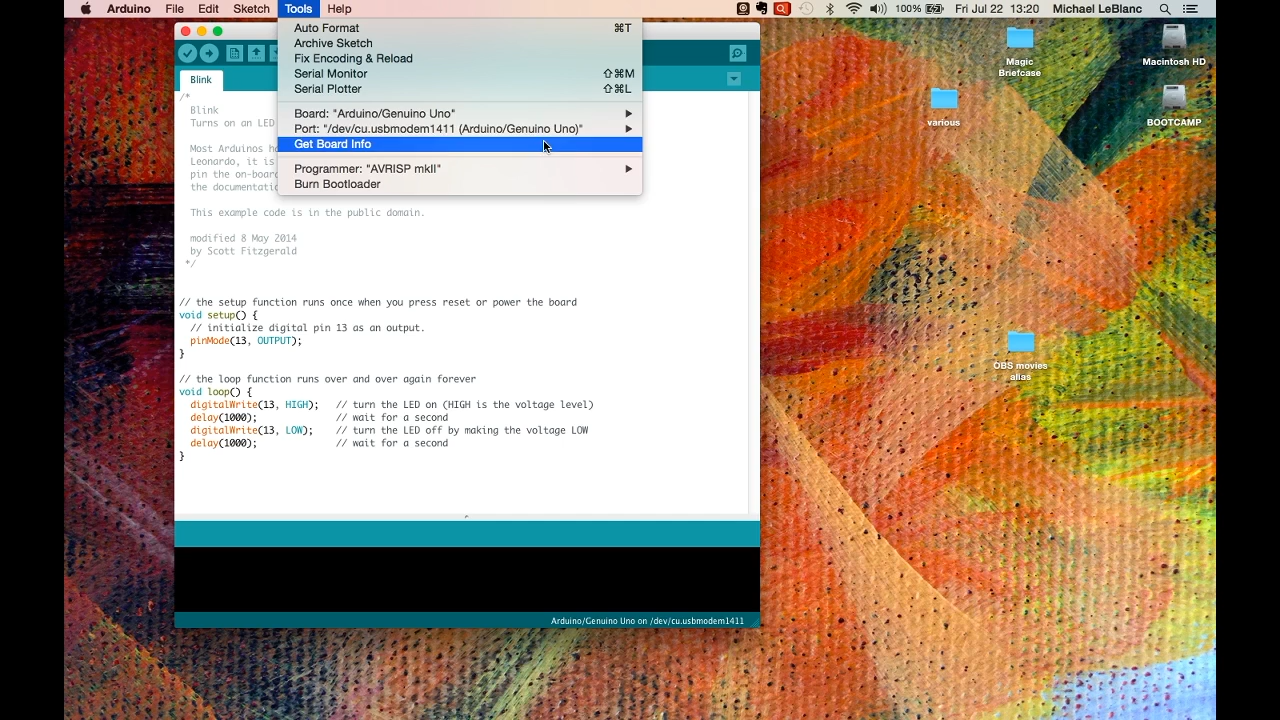 Arduino File Edit Sketch Tools Help 100% Fri Jul 22 13:20 Michael LeBlanc
Auto Format ⌘T
Archive Sketch
Fix Encoding & Reload
Serial Monitor ⇧⌘M
Serial Plotter ⇧⌘L
Board: "Arduino/Genuino Uno"
Port: "/dev/cu.usbmodem1411 (Arduino/Genuino Uno)"
Get Board Info
Programmer: "AVRISP mkII"
Burn Bootloader
Blink
/*
Blink
Turns on an LED
Most Arduinos
Leonardo, it is
pin the on-board
the documentatio
This example code is in the public domain.
modified 8 May 2014
by Scott Fitzgerald
*/
// the setup function runs once when you press reset or power the board
void setup() {
// initialize digital pin 13 as an output.
pinMode(13, OUTPUT);
}
// the loop function runs over and over again forever
void loop() {
digitalWrite(13, HIGH); // turn the LED on (HIGH is the voltage level)
delay(1000); // wait for a second
digitalWrite(13, LOW); // turn the LED off by making the voltage LOW
delay(1000); // wait for a second
}
Arduino/Genuino Uno on /dev/cu.usbmodem1411
Magic
Briefcase
Macintosh HD
various
BOOTCAMP
OBS movies
alias